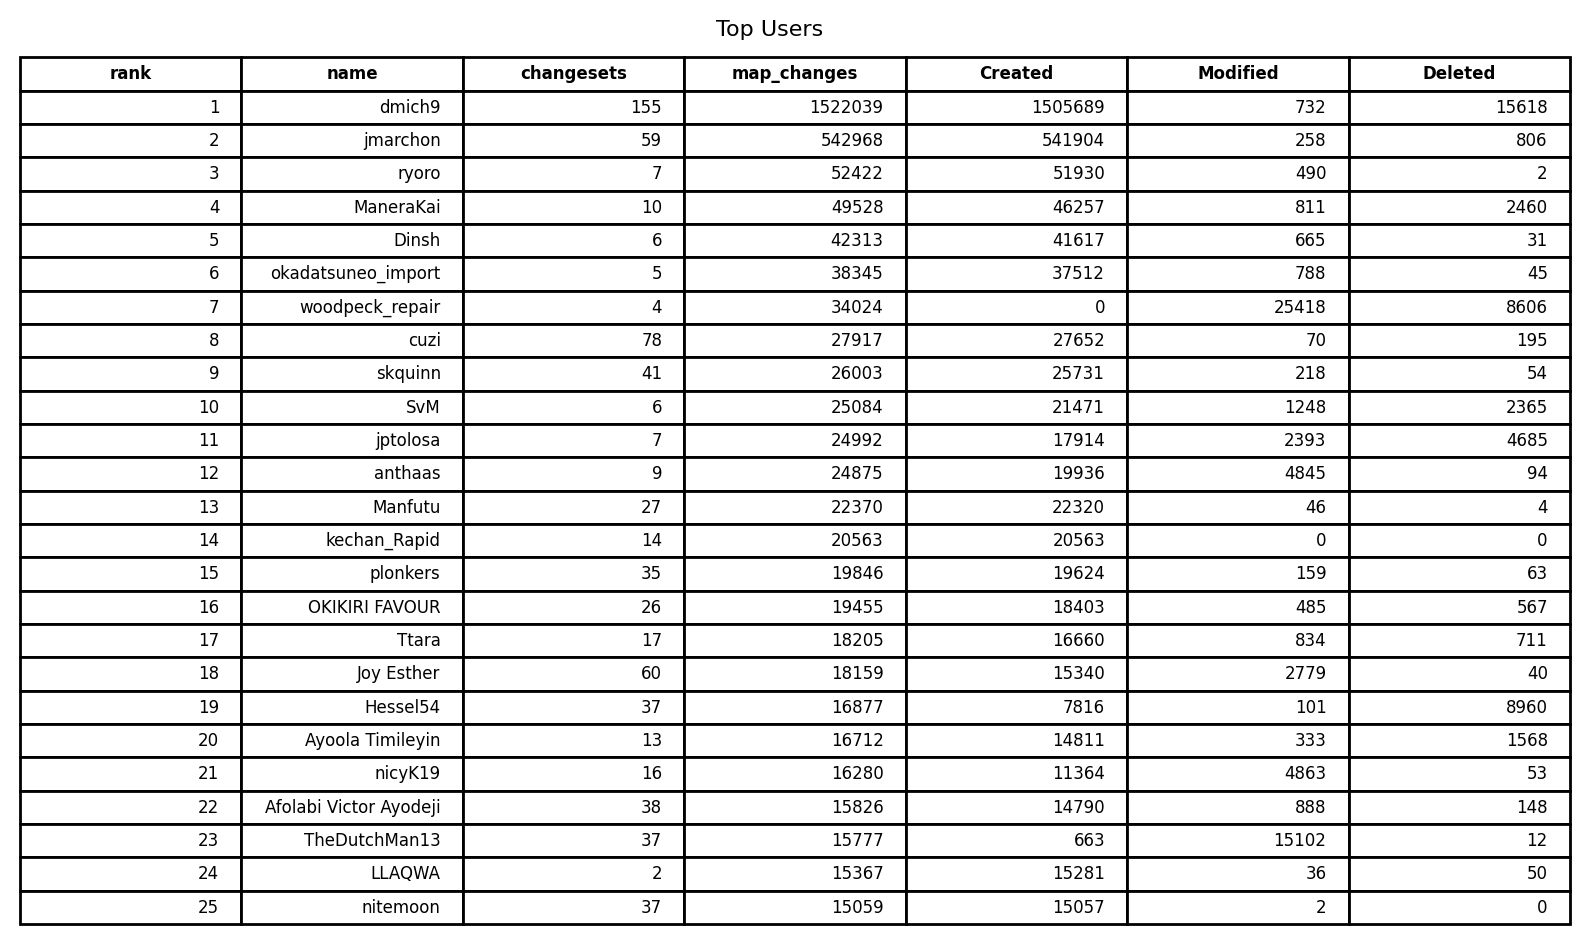 Top Users
rank name changesets map_changes Created Modified Deleted
1 dmich9 155 1522039 1505689 732 15618
2 jmarchon 59 542968 541904 258 806
3 ryoro 7 52422 51930 490 2
4 ManeraKai 10 49528 46257 811 2460
5 Dinsh 6 42313 41617 665 31
6 okadatsuneo_import 5 38345 37512 788 45
7 woodpeck_repair 4 34024 0 25418 8606
8 cuzi 78 27917 27652 70 195
9 skquinn 41 26003 25731 218 54
10 SvM 6 25084 21471 1248 2365
11 jptolosa 7 24992 17914 2393 4685
12 anthaas 9 24875 19936 4845 94
13 Manfutu 27 22370 22320 46 4
14 kechan_Rapid 14 20563 20563 0 0
15 plonkers 35 19846 19624 159 63
16 OKIKIRI FAVOUR 26 19455 18403 485 567
17 Ttara 17 18205 16660 834 711
18 Joy Esther 60 18159 15340 2779 40
19 Hessel54 37 16877 7816 101 8960
20 Ayoola Timileyin 13 16712 14811 333 1568
21 nicyK19 16 16280 11364 4863 53
22 Afolabi Victor Ayodeji 38 15826 14790 888 148
23 TheDutchMan13 37 15777 663 15102 12
24 LLAQWA 2 15367 15281 36 50
25 nitemoon 37 15059 15057 2 0